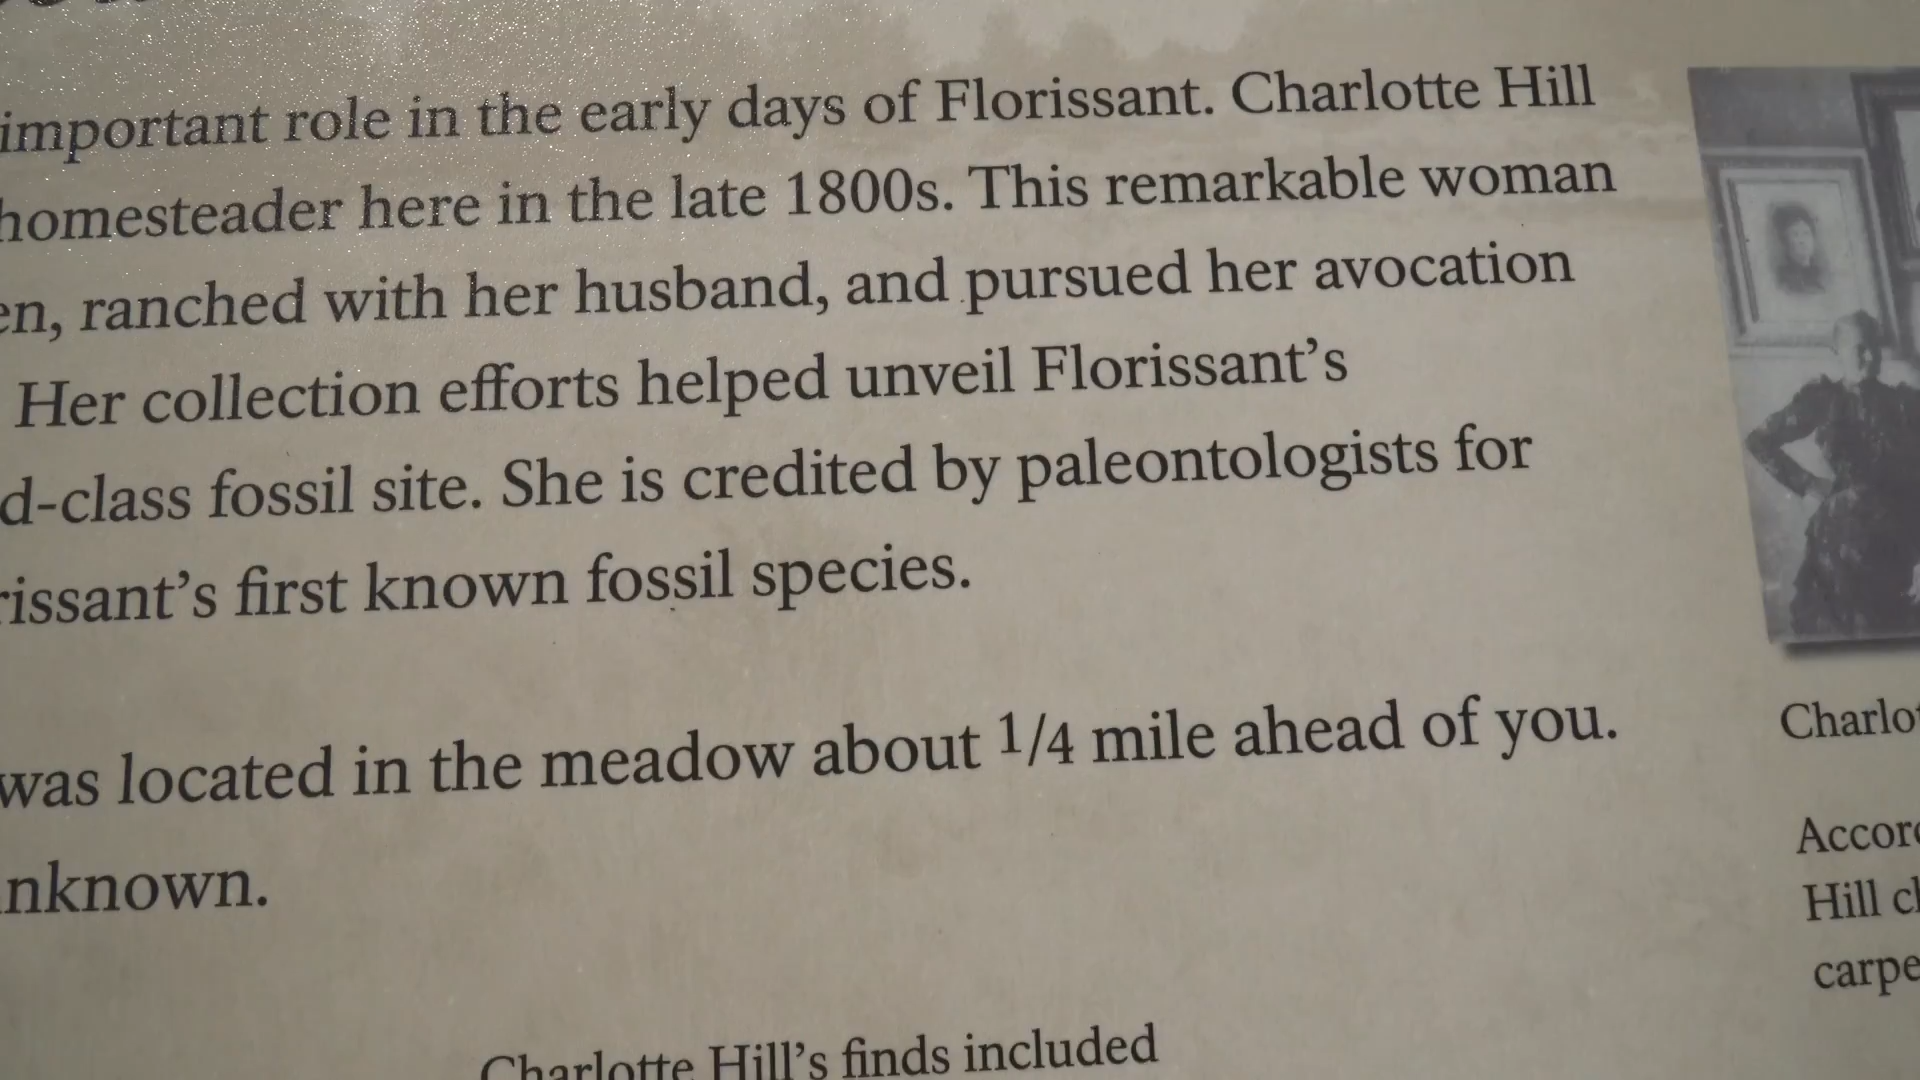 important role in the early days of Florissant. Charlotte Hill
homesteader here in the late 1800s. This remarkable woman
en, ranched with her husband, and pursued her avocation
Her collection efforts helped unveil Florissant’s
d-class fossil site. She is credited by paleontologists for
rissant’s first known fossil species.
was located in the meadow about 1/4 mile ahead of you.
nknown.
Charlotte Hill’s finds included
Charlot
Accord
Hill ch
carpe